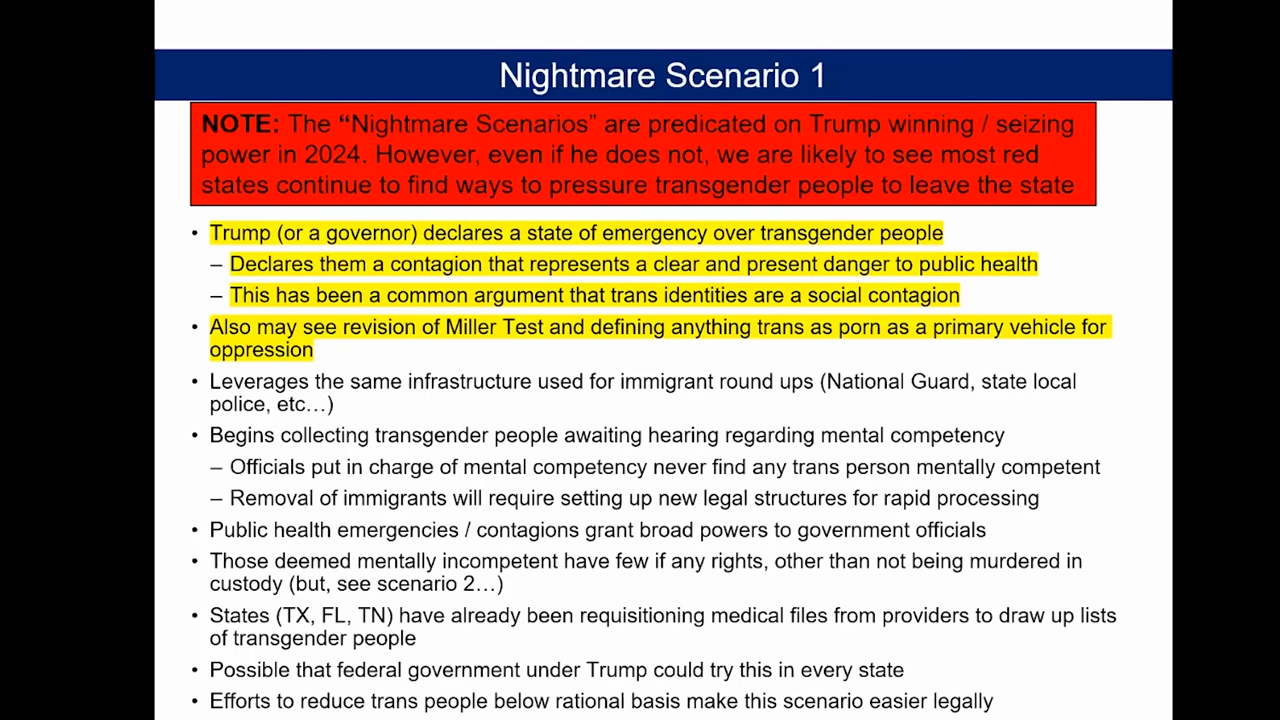 Nightmare Scenario 1
NOTE: The “Nightmare Scenarios” are predicated on Trump winning / seizing
power in 2024. However, even if he does not, we are likely to see most red
states continue to find ways to pressure transgender people to leave the state
• Trump (or a governor) declares a state of emergency over transgender people
– Declares them a contagion that represents a clear and present danger to public health
– This has been a common argument that trans identities are a social contagion
• Also may see revision of Miller Test and defining anything trans as porn as a primary vehicle for
oppression
• Leverages the same infrastructure used for immigrant round ups (National Guard, state local
police, etc…)
• Begins collecting transgender people awaiting hearing regarding mental competency
– Officials put in charge of mental competency never find any trans person mentally competent
– Removal of immigrants will require setting up new legal structures for rapid processing
• Public health emergencies / contagions grant broad powers to government officials
• Those deemed mentally incompetent have few if any rights, other than not being murdered in
custody (but, see scenario 2…)
• States (TX, FL, TN) have already been requisitioning medical files from providers to draw up lists
of transgender people
• Possible that federal government under Trump could try this in every state
• Efforts to reduce trans people below rational basis make this scenario easier legally